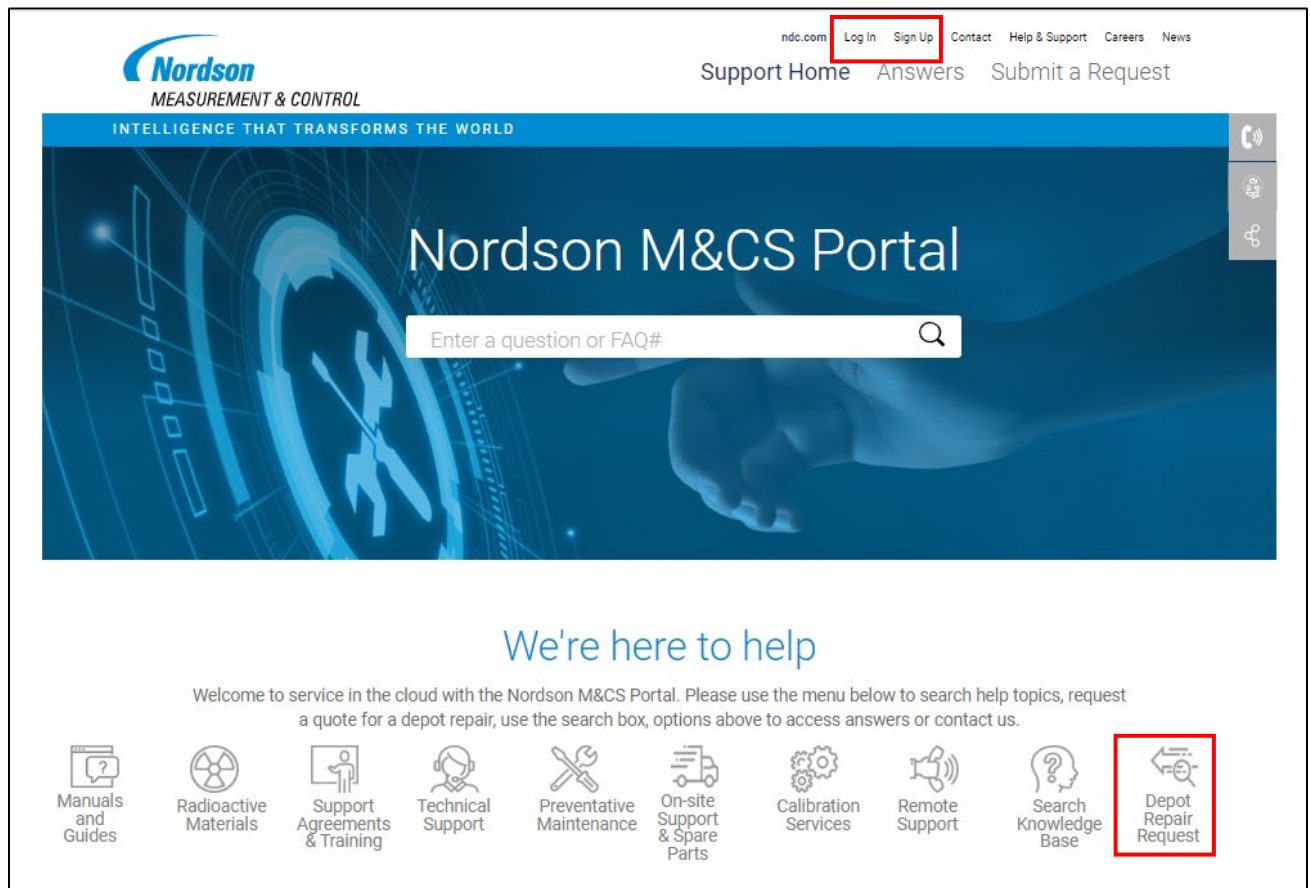 ndc.com Log In Sign Up Contact Help & Support Careers News
Nordson
MEASUREMENT & CONTROL
Support Home Answers Submit a Request
INTELLIGENCE THAT TRANSFORMS THE WORLD
Nordson M&CS Portal
Enter a question or FAQ#
We're here to help
Welcome to service in the cloud with the Nordson M&CS Portal. Please use the menu below to search help topics, request
a quote for a depot repair, use the search box, options above to access answers or contact us.
Manuals
and
Guides
Radioactive
Materials
Support
Agreements
& Training
Technical
Support
Preventative
Maintenance
On-site
Support
& Spare
Parts
Calibration
Services
Remote
Support
Search
Knowledge
Base
Depot
Repair
Request